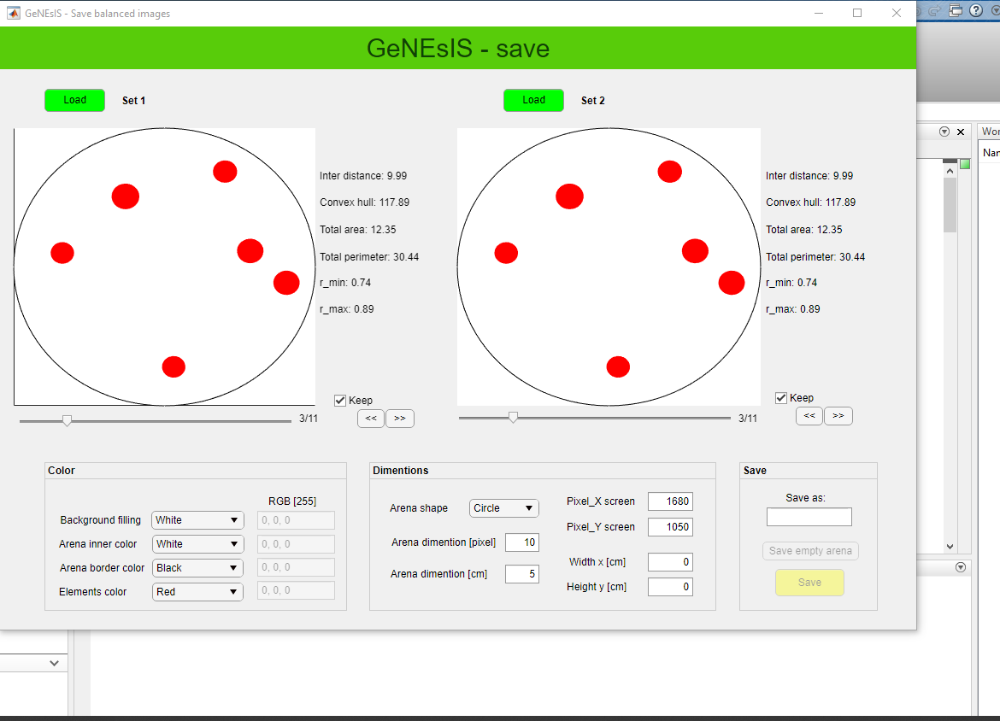 GeNEsIS - Save balanced images
GeNEsIS - save
Load Set 1
Load Set 2
Inter distance: 9.99
Convex hull: 117.89
Total area: 12.35
Total perimeter: 30.44
r_min: 0.74
r_max: 0.89
Keep
3/11
<< >>
Inter distance: 9.99
Convex hull: 117.89
Total area: 12.35
Total perimeter: 30.44
r_min: 0.74
r_max: 0.89
Keep
3/11
<< >>
Color
RGB [255]
Background filling White 0, 0, 0
Arena inner color White 0, 0, 0
Arena border color Black 0, 0, 0
Elements color Red 0, 0, 0
Dimentions
Arena shape Circle
Arena dimention [pixel] 10
Arena dimention [cm] 5
Pixel_X screen 1680
Pixel_Y screen 1050
Width x [cm] 0
Height y [cm] 0
Save
Save as:
Save empty arena
Save
Wor
Nar